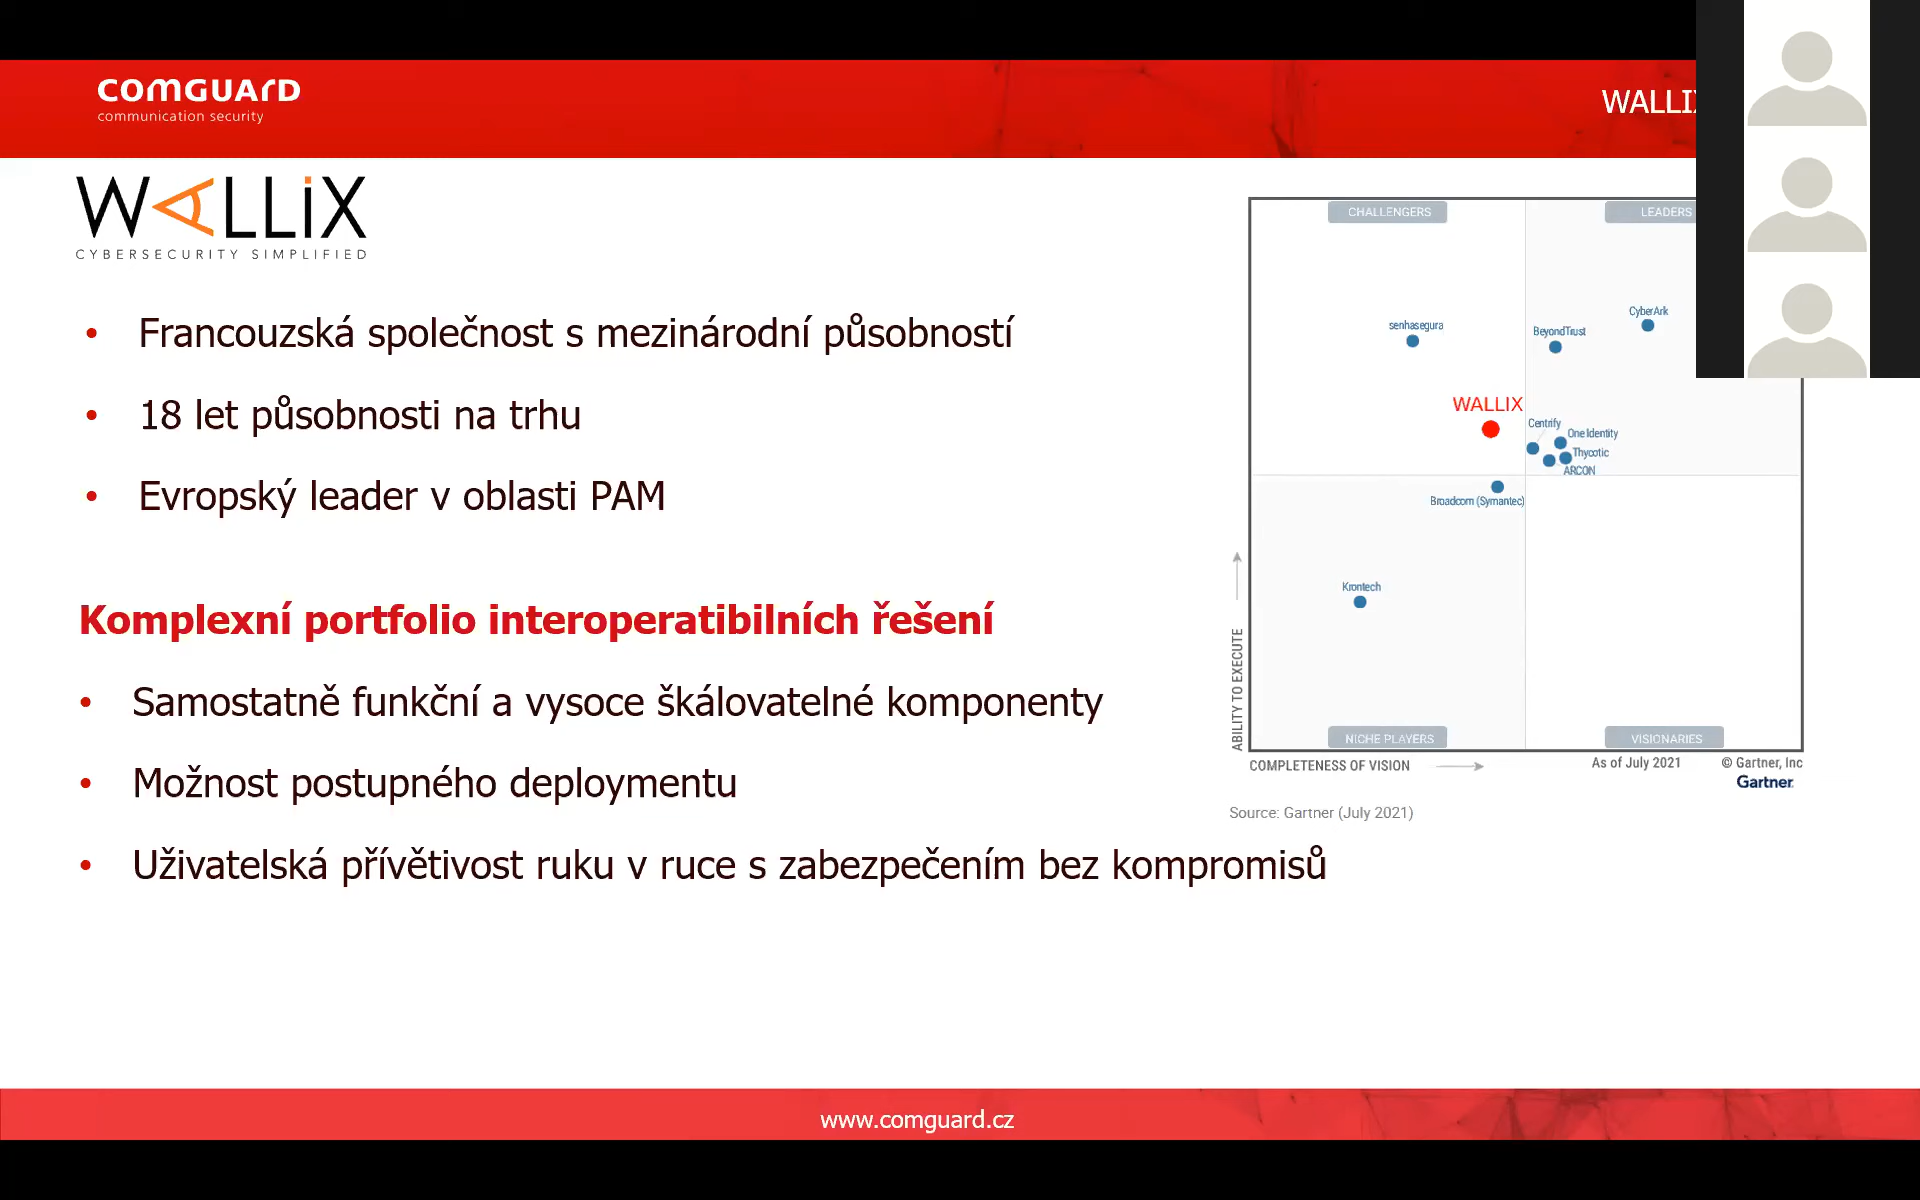 comGUArD
communication security
WALLIX
WALLiX
CYBERSECURITY SIMPLIFIED
• Francouzská společnost s mezinárodní působností
• 18 let působnosti na trhu
• Evropský leader v oblasti PAM
Komplexní portfolio interoperatibilních řešení
• Samostatně funkční a vysoce škálovatelné komponenty
• Možnost postupného deploymentu
• Uživatelská přívětivost ruku v ruce s zabezpečením bez kompromisů
CHALLENGERS
LEADERS
CyberArk
senhasegura
BeyondTrust
WALLIX
Centrify
One Identity
Thycotic
ARCON
Broadcom (Symantec)
Krontech
ABILITY TO EXECUTE
NICHE PLAYERS
VISIONARIES
COMPLETENESS OF VISION
As of July 2021
© Gartner, Inc
Gartner
Source: Gartner (July 2021)
www.comguard.cz